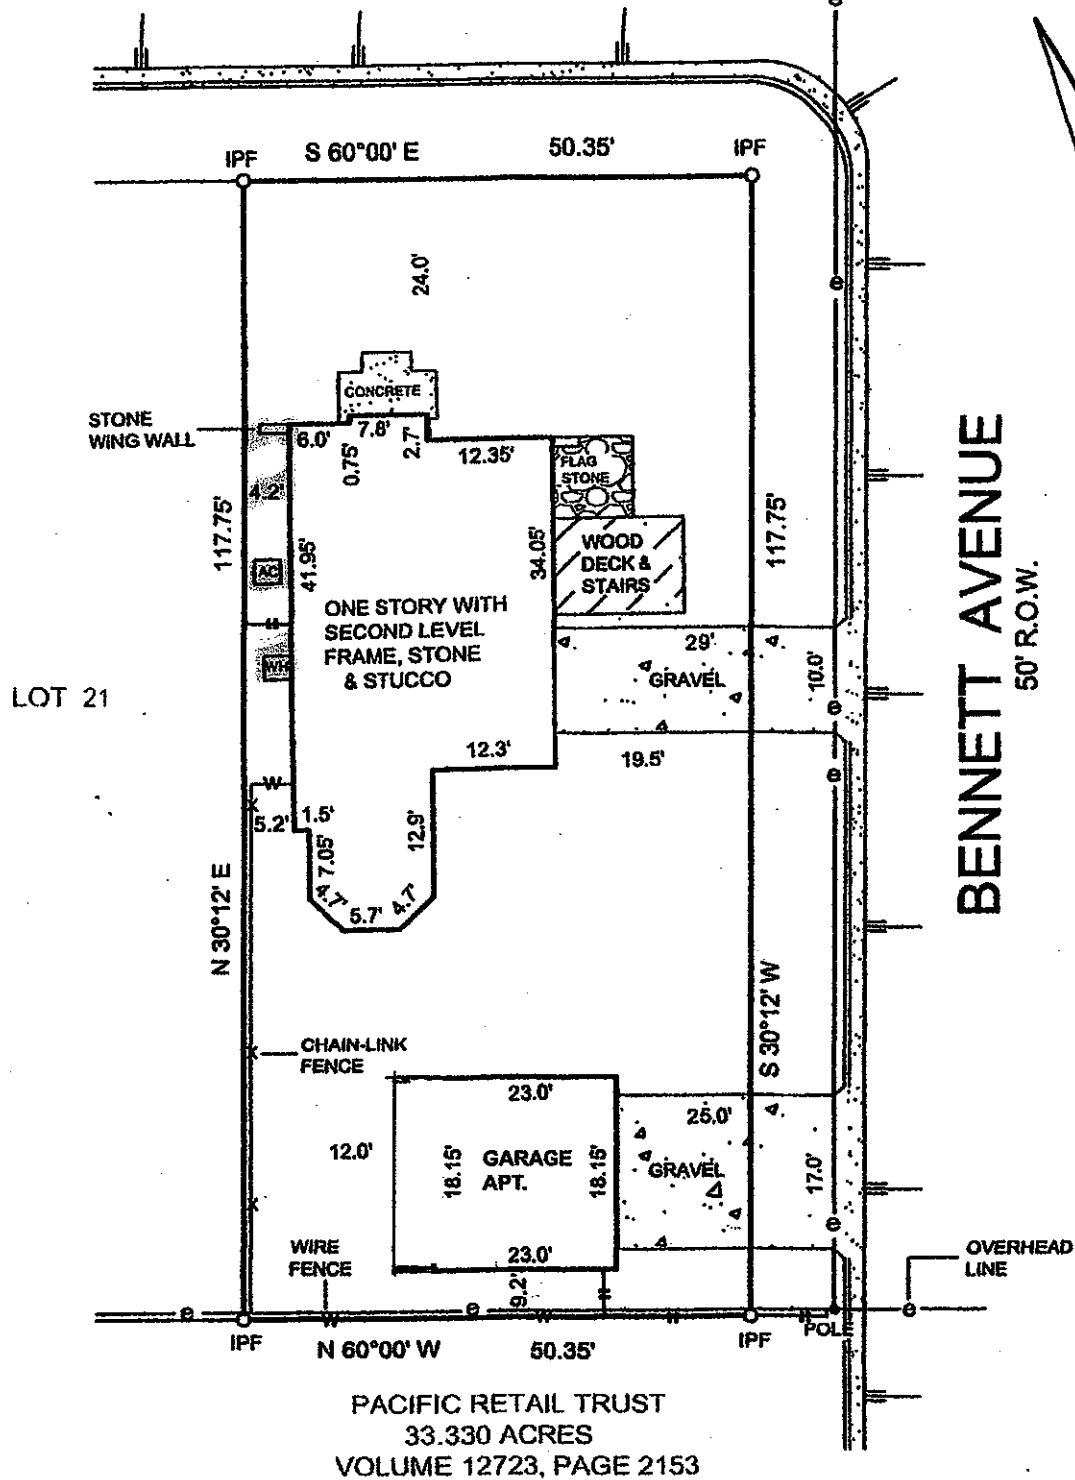 S 60°00' E
50.35'
IPF
IPF
24.0'
CONCRETE
STONE
WING WALL
6.0'
7.8'
0.75'
2.7'
12.35'
FLAG
STONE
4.2'
117.75'
41.95'
34.05'
117.75'
AC
WOOD
DECK &
STAIRS
ONE STORY WITH
SECOND LEVEL
FRAME, STONE
& STUCCO
WH
29'
GRAVEL
10.0'
LOT 21
BENNETT AVENUE
50' R.O.W.
12.3'
19.5'
W
5.2'
1.5'
7.05'
12.9'
4.7'
5.7'
4.7'
N 30°12' E
S 30°12' W
CHAIN-LINK
FENCE
23.0'
12.0'
18.15'
GARAGE
APT.
18.15'
25.0'
GRAVEL
17.0'
23.0'
9.2'
WIRE
FENCE
OVERHEAD
LINE
IPF
IPF
POLE
N 60°00' W
50.35'
PACIFIC RETAIL TRUST
33.330 ACRES
VOLUME 12723, PAGE 2153